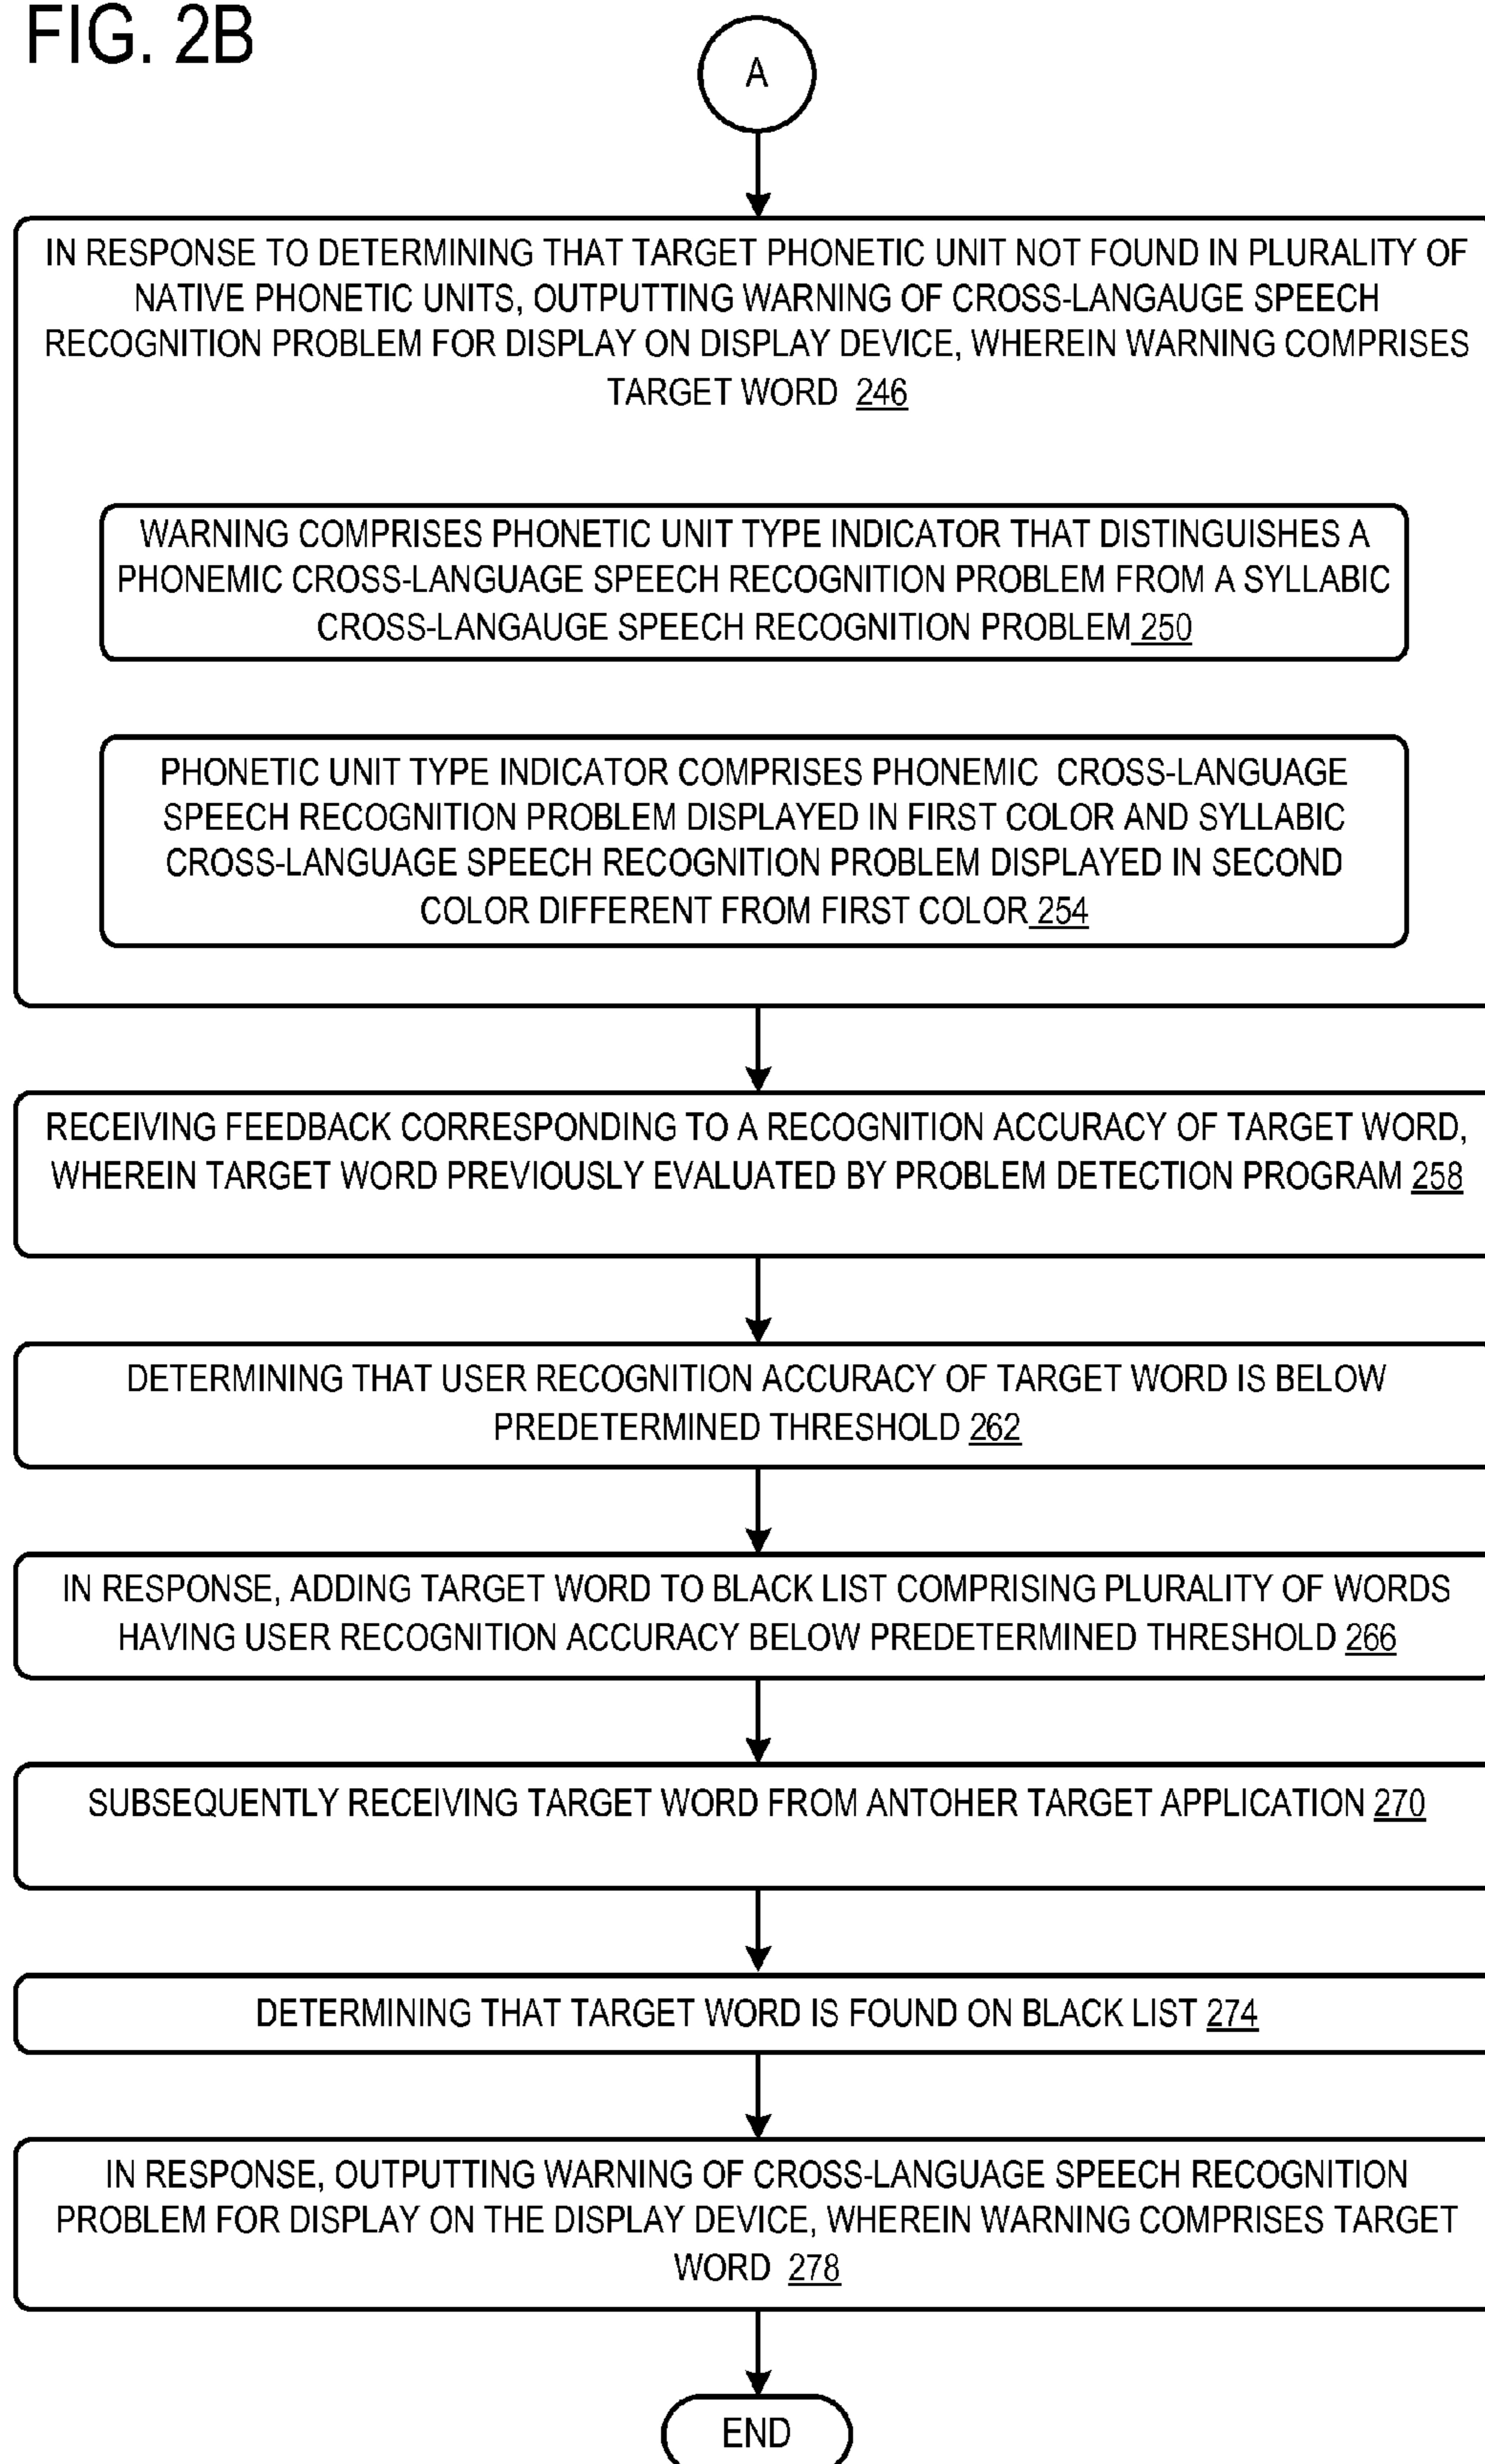 FIG. 2B
A
IN RESPONSE TO DETERMINING THAT TARGET PHONETIC UNIT NOT FOUND IN PLURALITY OF
NATIVE PHONETIC UNITS, OUTPUTTING WARNING OF CROSS-LANGAUGE SPEECH
RECOGNITION PROBLEM FOR DISPLAY ON DISPLAY DEVICE, WHEREIN WARNING COMPRISES
TARGET WORD 246
WARNING COMPRISES PHONETIC UNIT TYPE INDICATOR THAT DISTINGUISHES A
PHONEMIC CROSS-LANGUAGE SPEECH RECOGNITION PROBLEM FROM A SYLLABIC
CROSS-LANGAUGE SPEECH RECOGNITION PROBLEM 250
PHONETIC UNIT TYPE INDICATOR COMPRISES PHONEMIC CROSS-LANGUAGE
SPEECH RECOGNITION PROBLEM DISPLAYED IN FIRST COLOR AND SYLLABIC
CROSS-LANGUAGE SPEECH RECOGNITION PROBLEM DISPLAYED IN SECOND
COLOR DIFFERENT FROM FIRST COLOR 254
RECEIVING FEEDBACK CORRESPONDING TO A RECOGNITION ACCURACY OF TARGET WORD,
WHEREIN TARGET WORD PREVIOUSLY EVALUATED BY PROBLEM DETECTION PROGRAM 258
DETERMINING THAT USER RECOGNITION ACCURACY OF TARGET WORD IS BELOW
PREDETERMINED THRESHOLD 262
IN RESPONSE, ADDING TARGET WORD TO BLACK LIST COMPRISING PLURALITY OF WORDS
HAVING USER RECOGNITION ACCURACY BELOW PREDETERMINED THRESHOLD 266
SUBSEQUENTLY RECEIVING TARGET WORD FROM ANTOHER TARGET APPLICATION 270
DETERMINING THAT TARGET WORD IS FOUND ON BLACK LIST 274
IN RESPONSE, OUTPUTTING WARNING OF CROSS-LANGUAGE SPEECH RECOGNITION
PROBLEM FOR DISPLAY ON THE DISPLAY DEVICE, WHEREIN WARNING COMPRISES TARGET
WORD 278
END